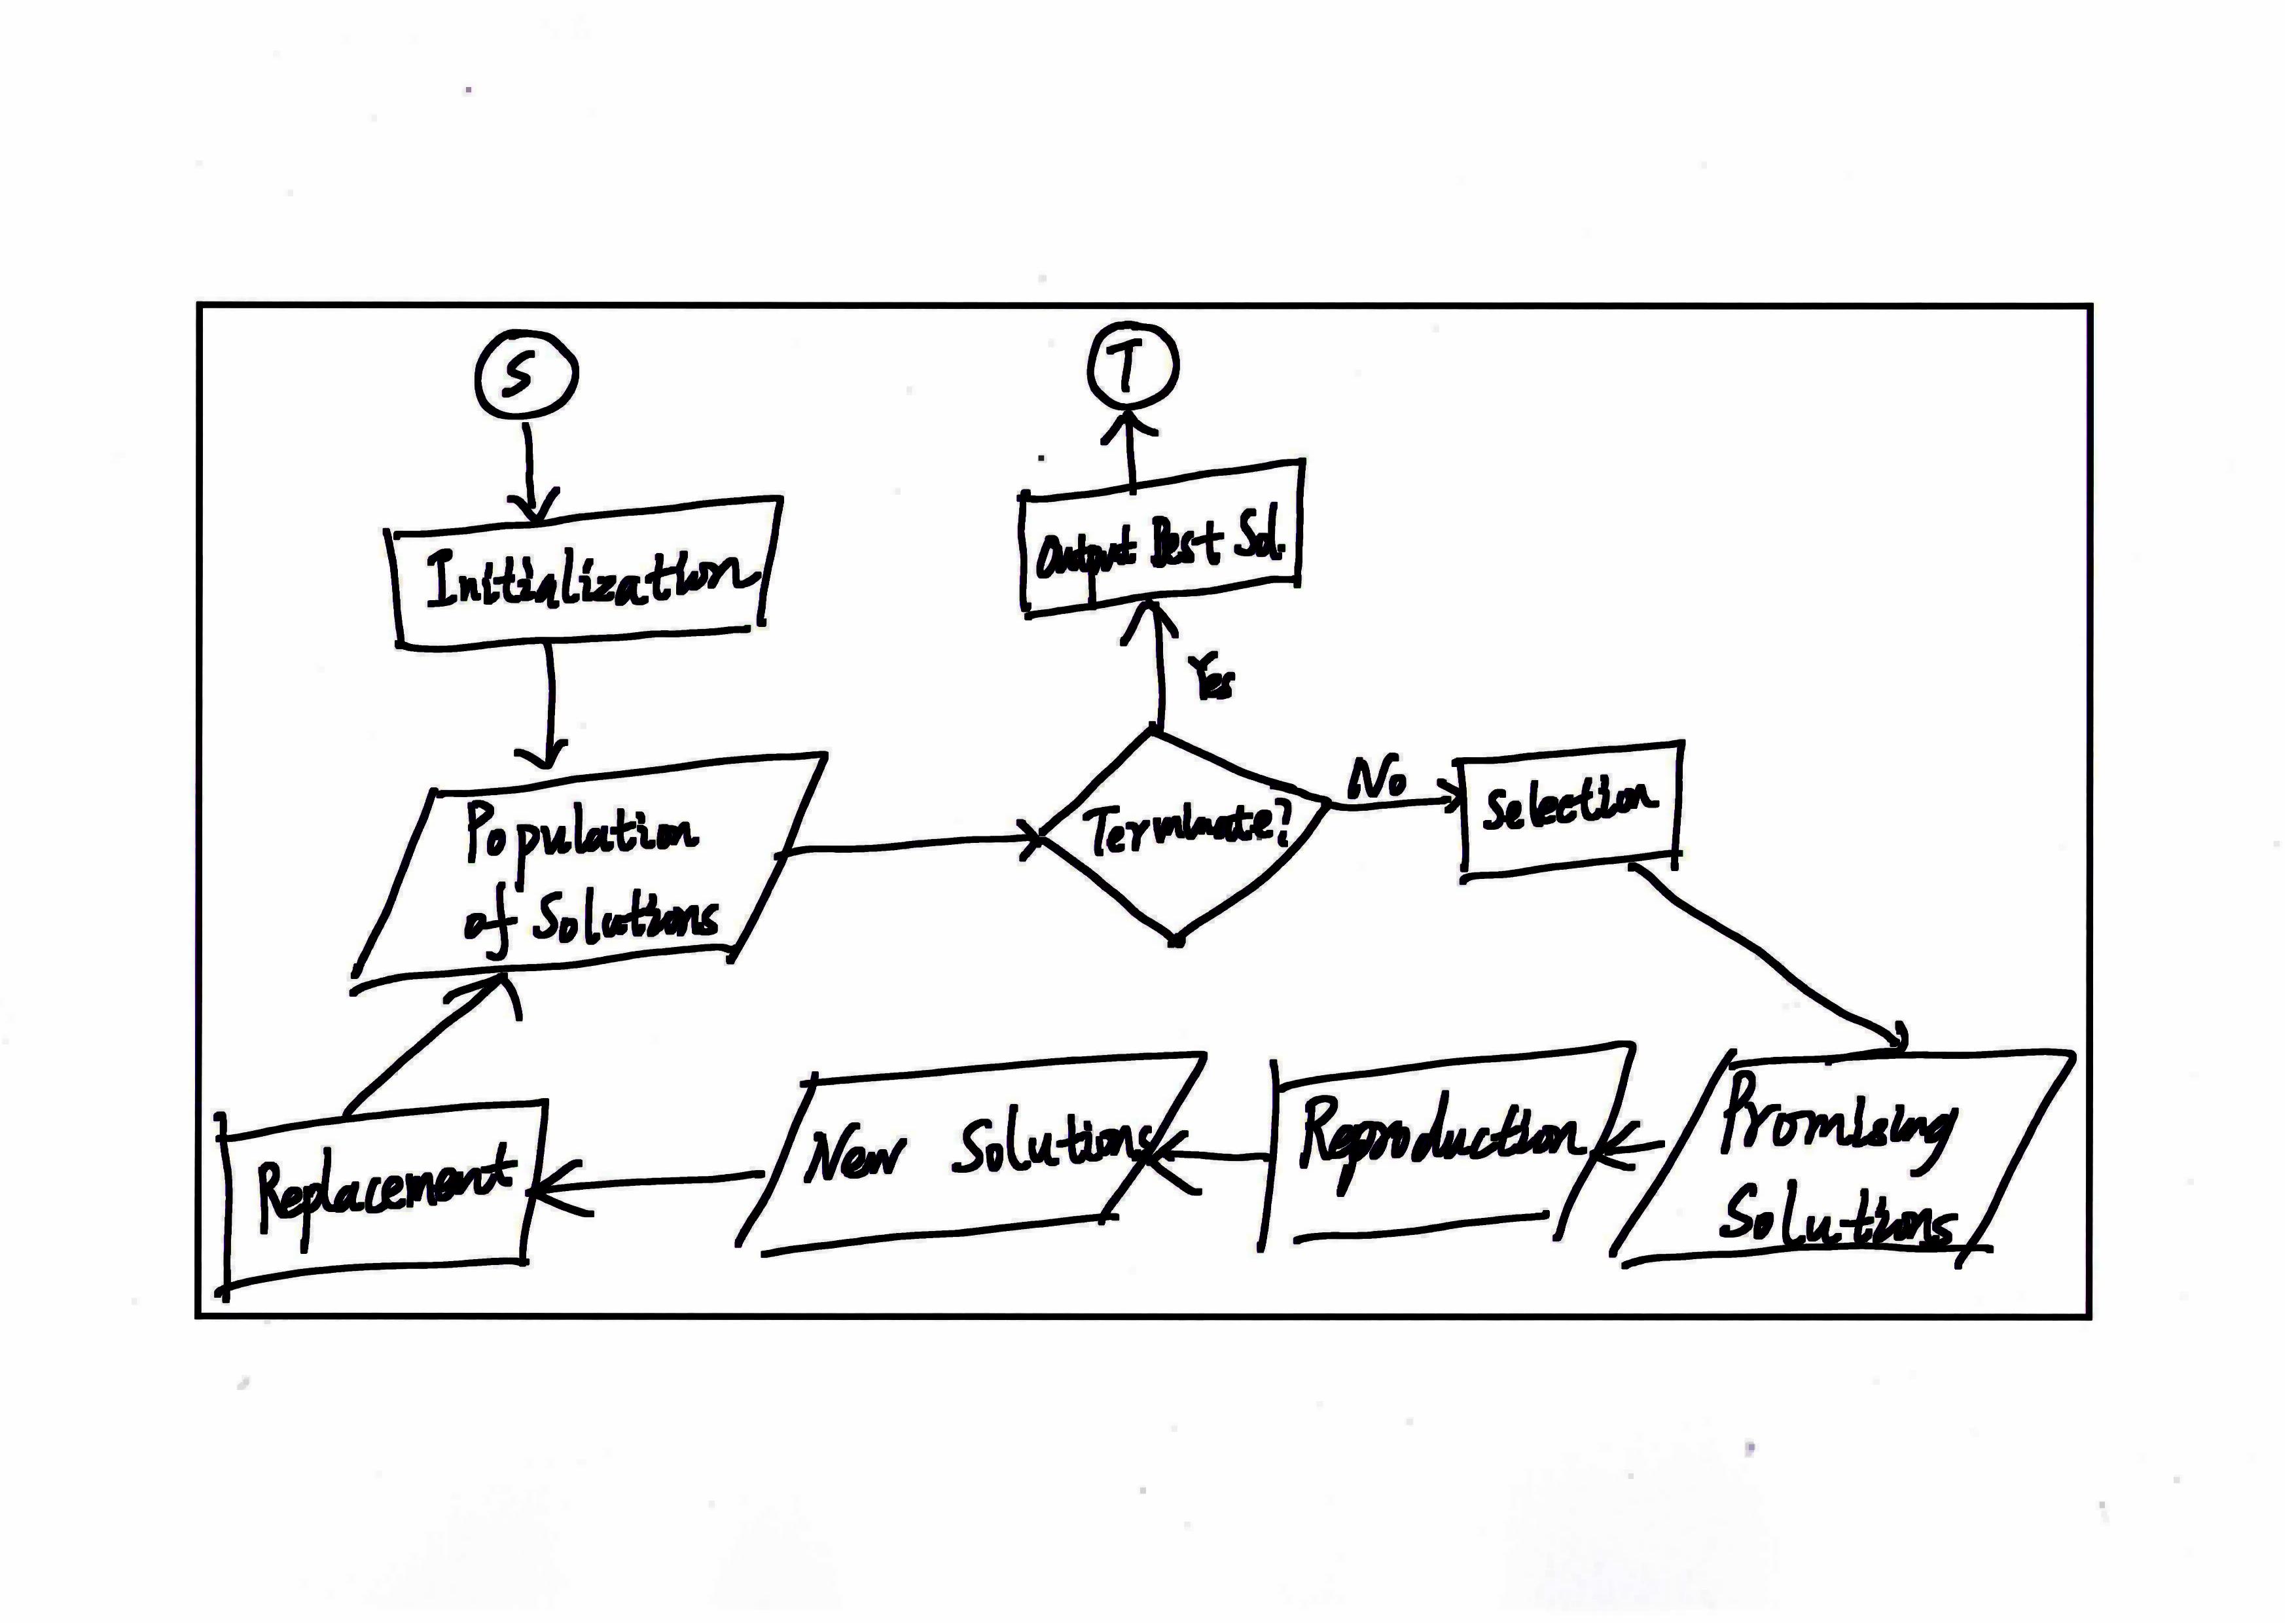 S
T
Initialization
Output Best Sol.
Yes
Population
of Solutions
Terminate?
No
Selection
Replacement
New Solutions
Reproduction
Promising
Solutions